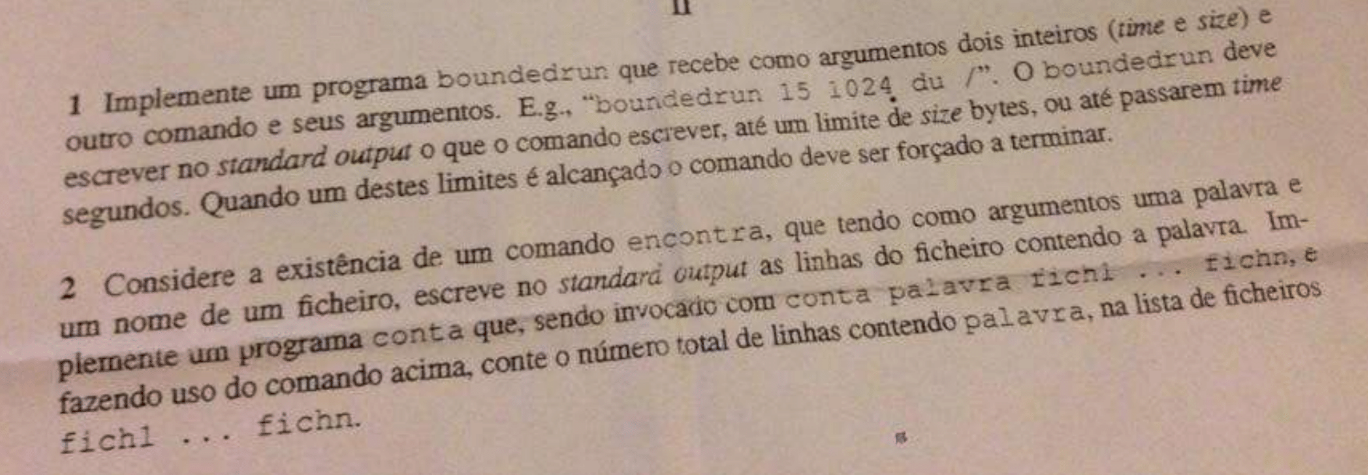 II
1 Implemente um programa boundedrun que recebe como argumentos dois inteiros (time e size) e
outro comando e seus argumentos. E.g., “boundedrun 15 1024 du /”. O boundedrun deve
escrever no standard output o que o comando escrever, até um limite de size bytes, ou até passarem time
segundos. Quando um destes limites é alcançado o comando deve ser forçado a terminar.
2 Considere a existência de um comando encontra, que tendo como argumentos uma palavra e
um nome de um ficheiro, escreve no standard output as linhas do ficheiro contendo a palavra. Im-
plemente um programa conta que, sendo invocado com conta palavra fich1 ... fichn, e
fazendo uso do comando acima, conte o número total de linhas contendo palavra, na lista de ficheiros
fich1 ... fichn.